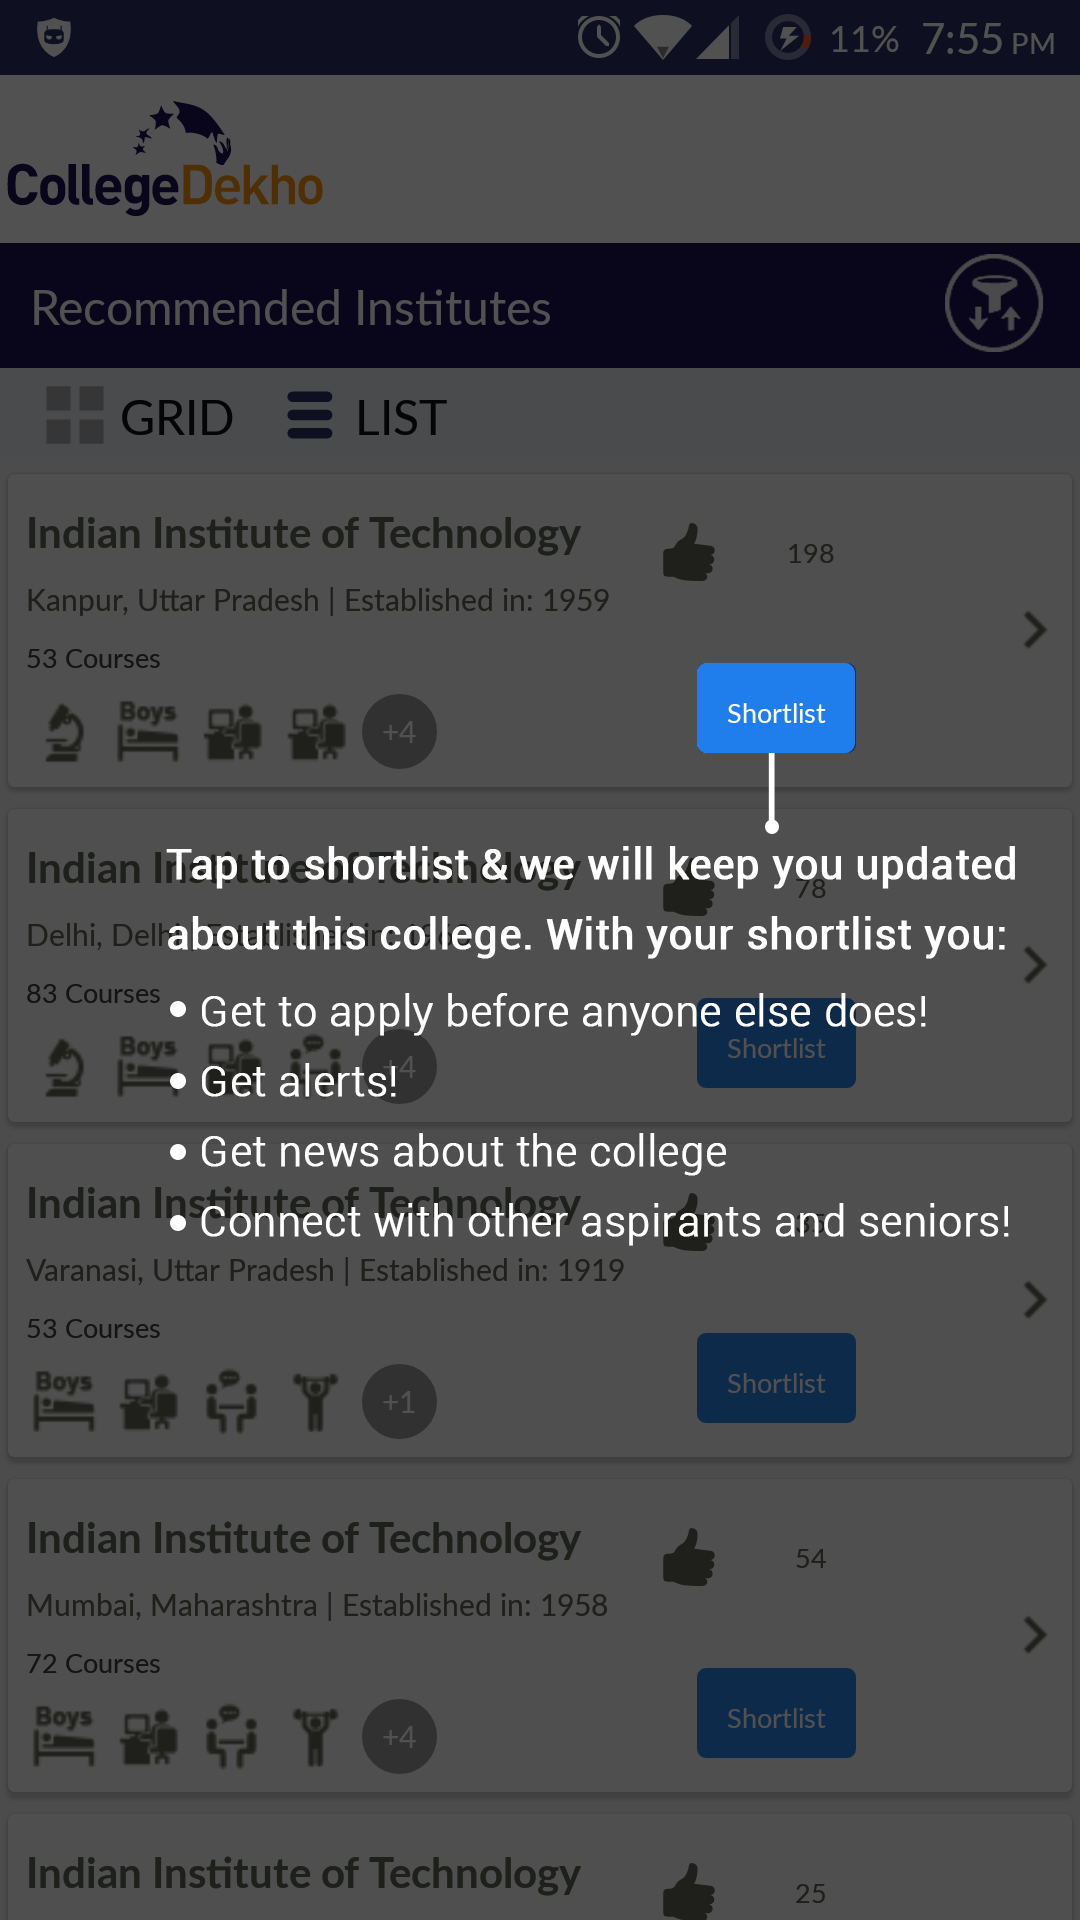 11% 7:55 PM
CollegeDekho
Recommended Institutes
GRID LIST
Indian Institute of Technology
198
Kanpur, Uttar Pradesh | Established in: 1959
53 Courses
Shortlist
Boys
+4
Tap to shortlist & we will keep you updated
about this college. With your shortlist you:
• Get to apply before anyone else does!
• Get alerts!
• Get news about the college
• Connect with other aspirants and seniors!
Indian Institute of Technology
78
Delhi, Delhi
83 Courses
Shortlist
Boys
+4
Indian Institute of Technology
Varanasi, Uttar Pradesh | Established in: 1919
53 Courses
Boys
+1
Shortlist
Indian Institute of Technology
54
Mumbai, Maharashtra | Established in: 1958
72 Courses
Boys
+4
Shortlist
Indian Institute of Technology
25